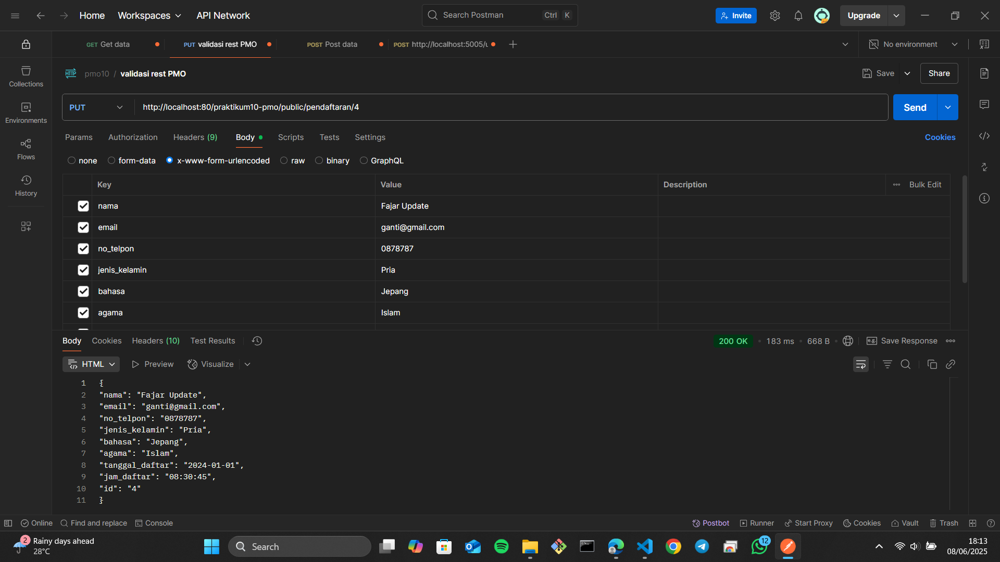 Home Workspaces API Network Search Postman Ctrl K Invite Upgrade
GET Get data PUT validasi rest PMO POST Post data POST http://localhost:5005/u No environment
HTTP pmo10 / validasi rest PMO Save Share
PUT http://localhost:80/praktikum10-pmo/public/pendaftaran/4 Send
Collections
Environments
Flows
History
Params Authorization Headers (9) Body Scripts Tests Settings Cookies
none form-data x-www-form-urlencoded raw binary GraphQL
Key Value Description Bulk Edit
nama Fajar Update
email ganti@gmail.com
no_telpon 0878787
jenis_kelamin Pria
bahasa Jepang
agama Islam
Body Cookies Headers (10) Test Results 200 OK 183 ms 668 B e.g. Save Response
HTML Preview Visualize
1 {
2 "nama": "Fajar Update",
3 "email": "ganti@gmail.com",
4 "no_telpon": "0878787",
5 "jenis_kelamin": "Pria",
6 "bahasa": "Jepang",
7 "agama": "Islam",
8 "tanggal_daftar": "2024-01-01",
9 "jam_daftar": "08:30:45",
10 "id": "4"
11 }
Online Find and replace Console Postbot Runner Start Proxy Cookies Vault Trash
2 Rainy days ahead
28°C
Search
12
18:13
08/06/2025